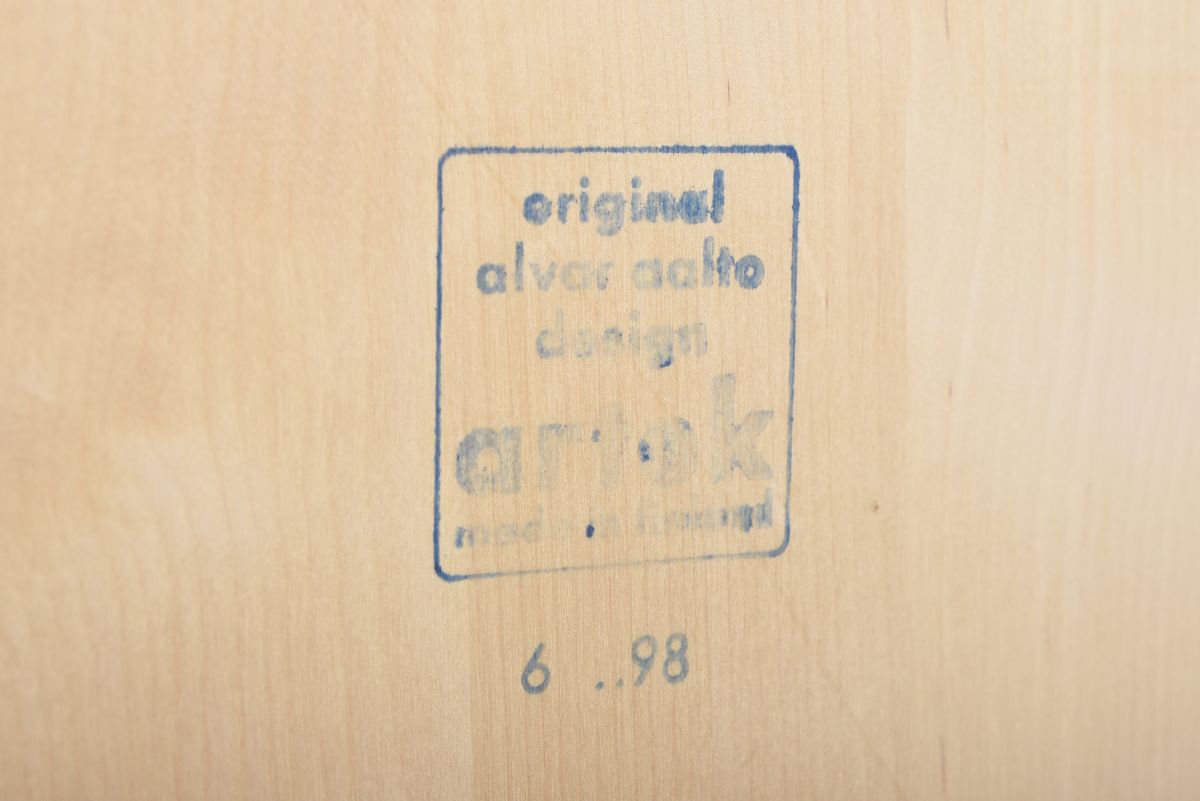 original
alvar aalto
design
artek
made in finland
6 ..98